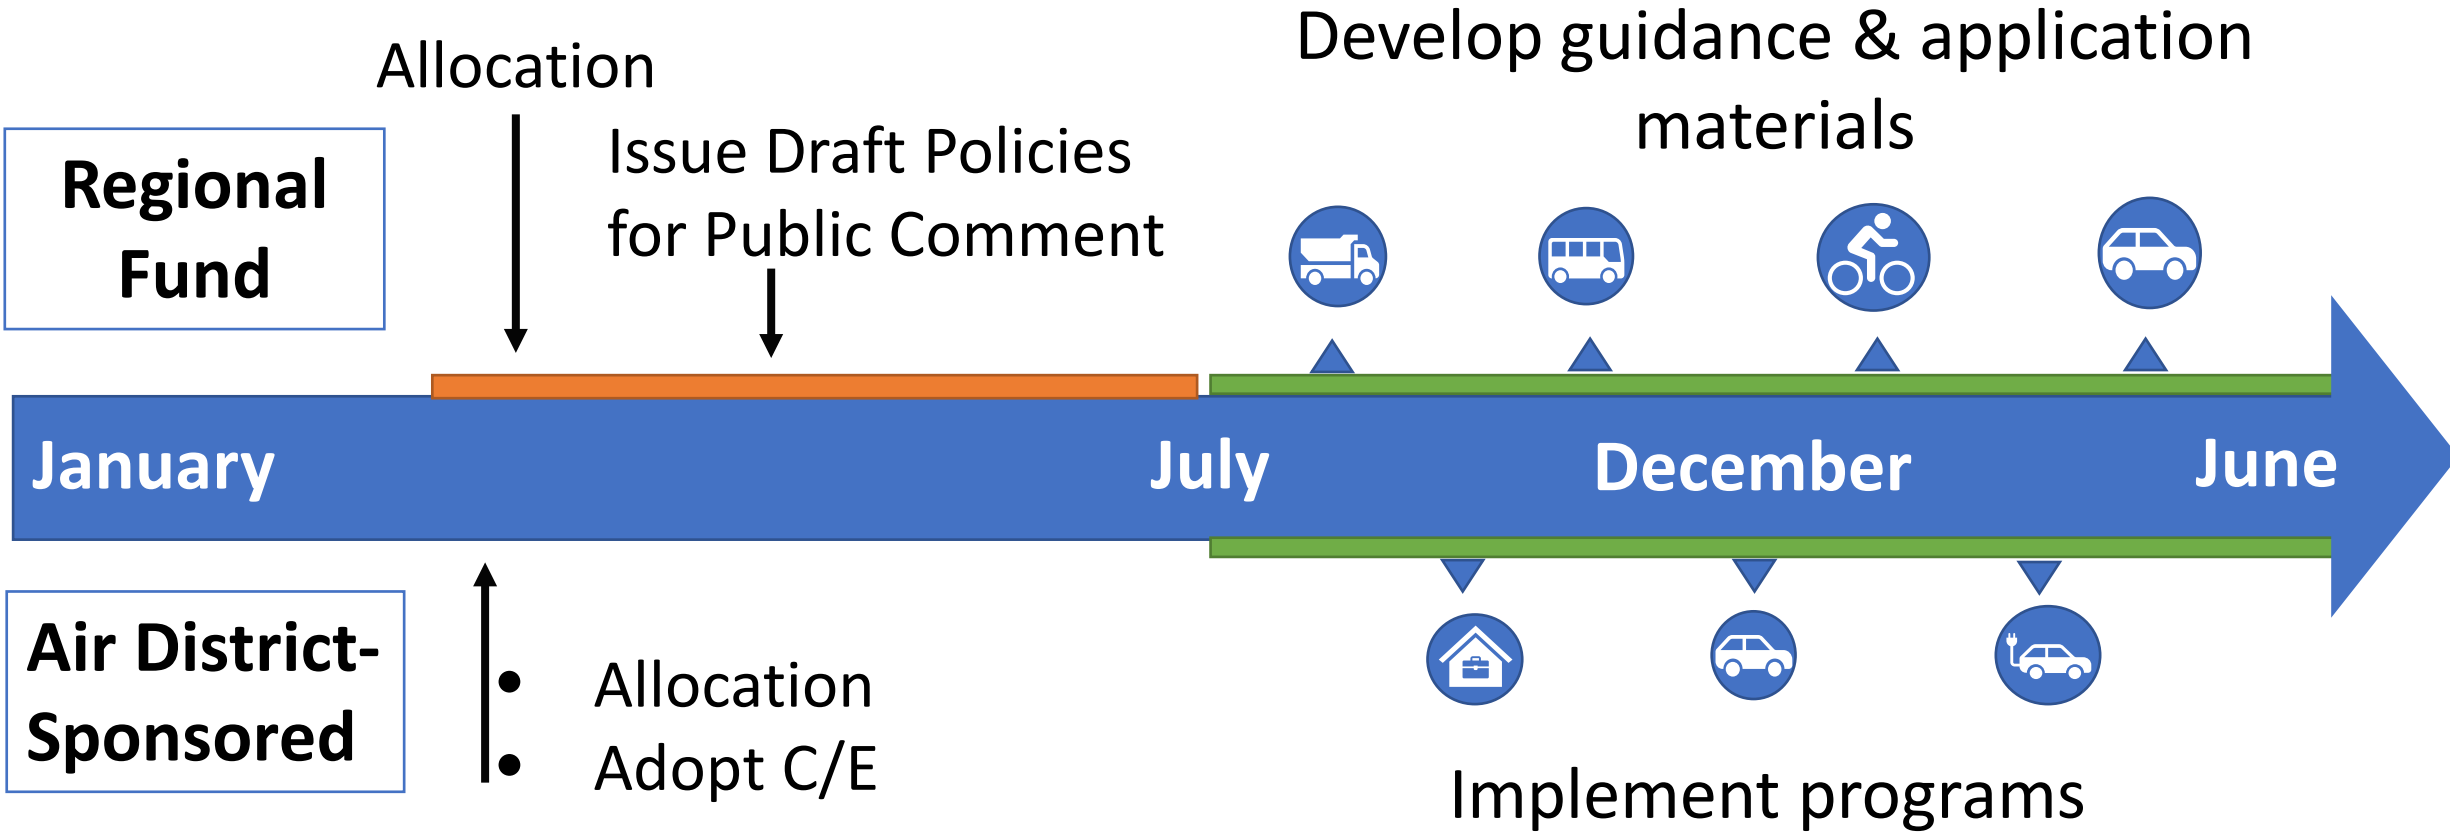 Allocation
Develop guidance & application
materials
Issue Draft Policies
for Public Comment
Regional
Fund
January
July
December
June
Air District-
Sponsored
• Allocation
• Adopt C/E
Implement programs